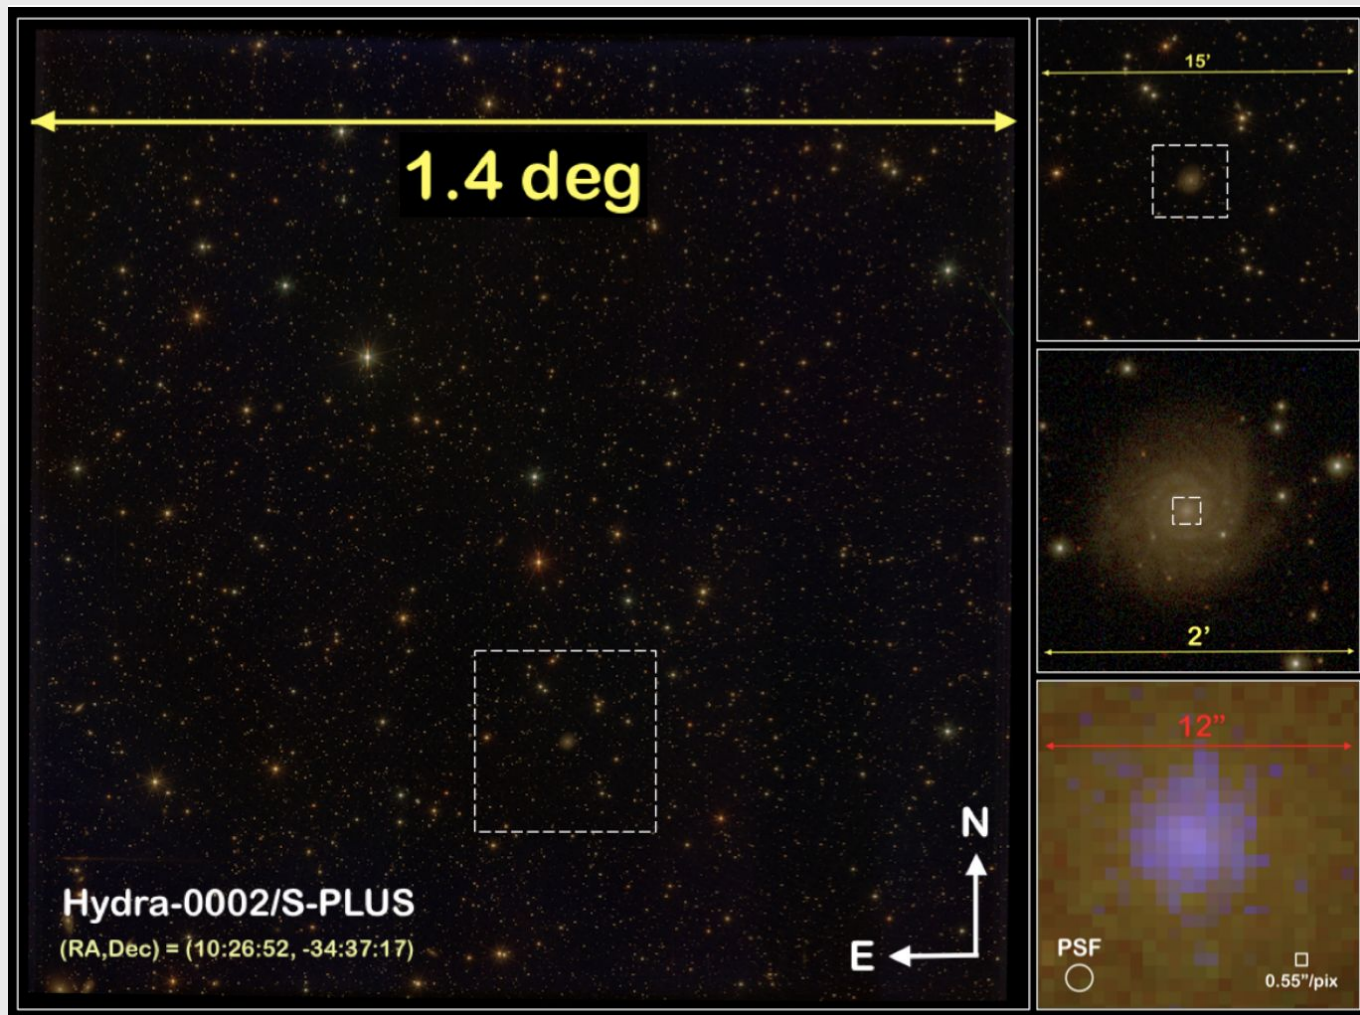 1.4 deg
Hydra-0002/S-PLUS
(RA,Dec) = (10:26:52, -34:37:17)
N
E
15’
2’
12”
PSF
0.55”/pix